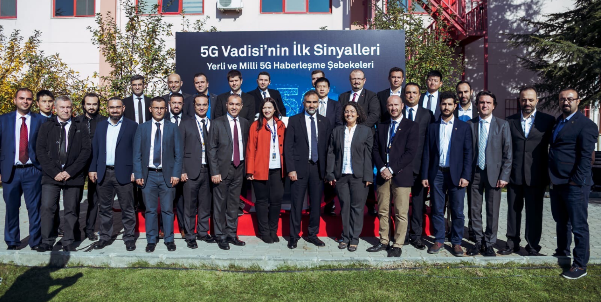 5G Vadisi'nin İlk Sinyalleri
Yerli ve Milli 5G Haberleşme Şebekeleri